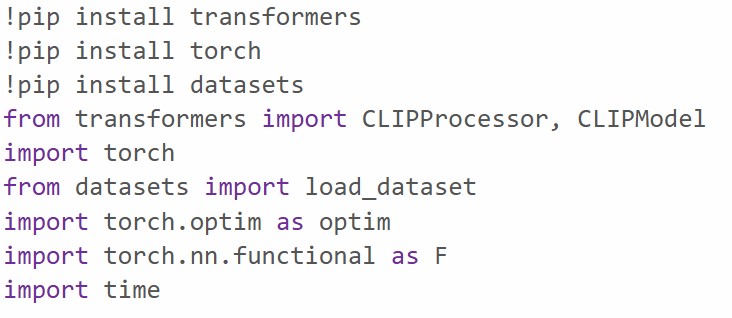 !pip install transformers
!pip install torch
!pip install datasets
from transformers import CLIPProcessor, CLIPModel
import torch
from datasets import load_dataset
import torch.optim as optim
import torch.nn.functional as F
import time